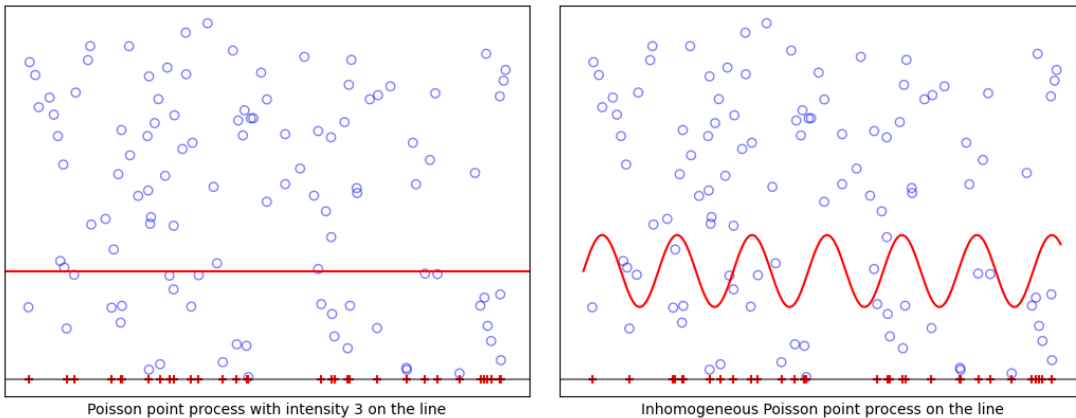 Poisson point process with intensity 3 on the line
Inhomogeneous Poisson point process on the line